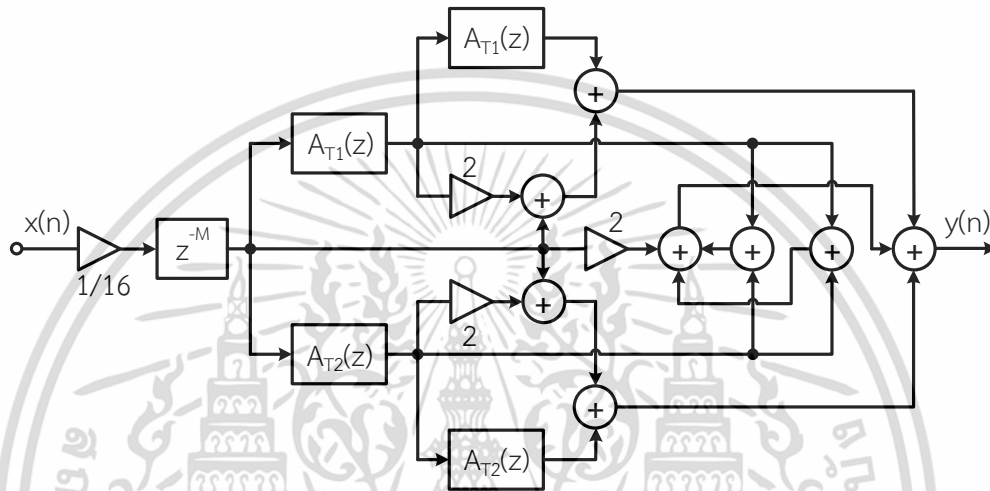 A_T1(z)
+
A_T1(z)
2
+
x(n)
1/16
z^-M
2
+
+
+
+
y(n)
+
2
A_T2(z)
+
A_T2(z)